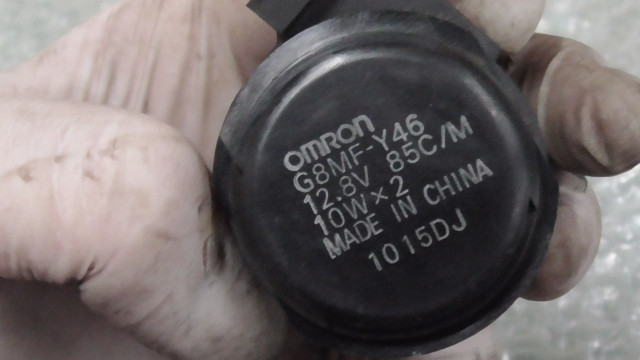 OMRON
G8MF-Y46
12.8V 85C/M
10W×2
MADE IN CHINA
1015DJ